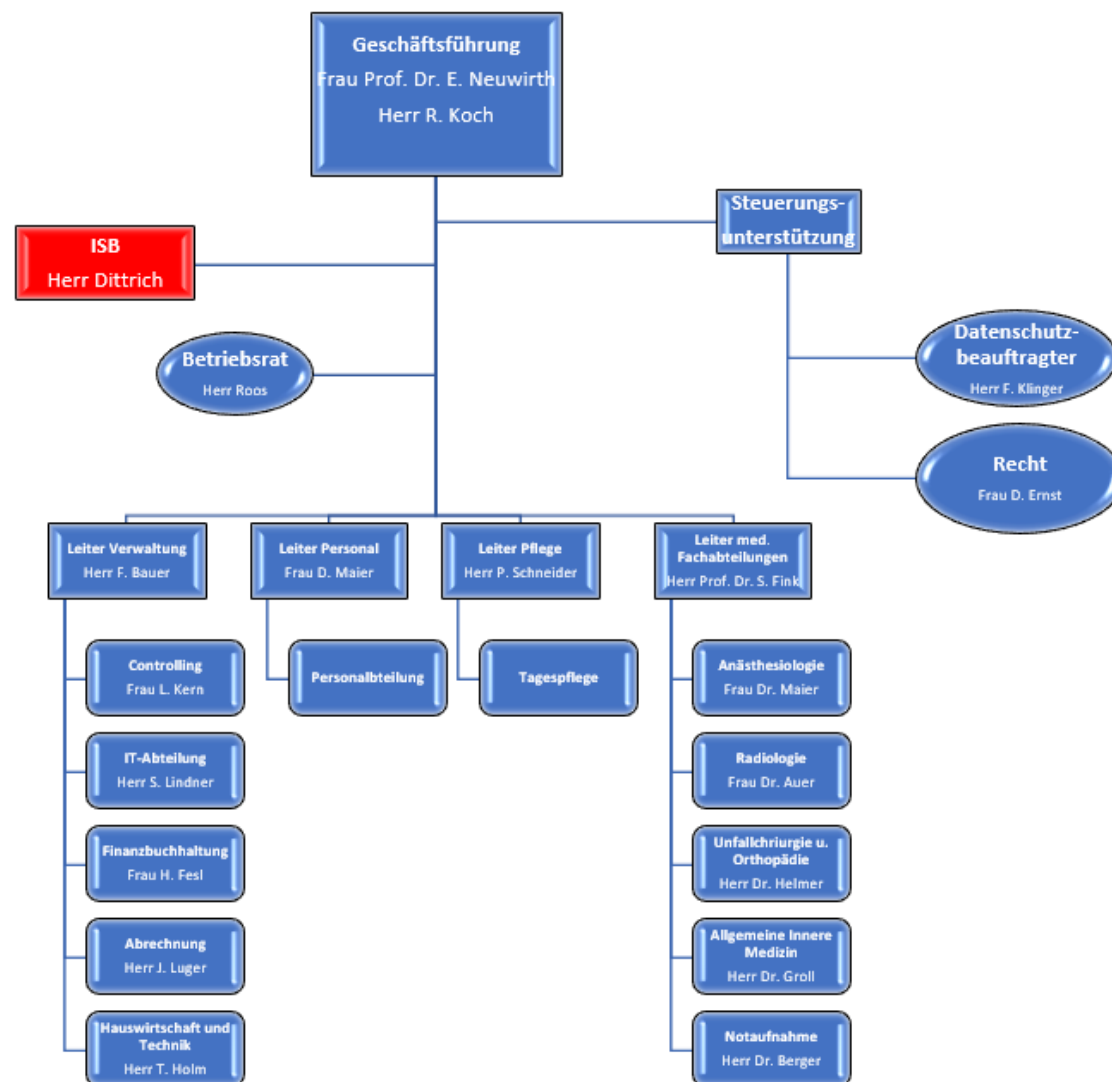 Geschäftsführung
Frau Prof. Dr. E. Neuwirth
Herr R. Koch
Steuerungs-
unterstützung
ISB
Herr Dittrich
Betriebsrat
Herr Roos
Datenschutz-
beauftragter
Herr F. Klinger
Recht
Frau D. Ernst
Leiter Verwaltung
Herr F. Bauer
Leiter Personal
Frau D. Maier
Leiter Pflege
Herr P. Schneider
Leiter med.
Fachabteilungen
Herr Prof. Dr. S. Fink
Controlling
Frau L. Kern
IT-Abteilung
Herr S. Lindner
Finanzbuchhaltung
Frau H. Fesl
Abrechnung
Herr J. Luger
Hauswirtschaft und
Technik
Herr T. Holm
Personalbteilung
Tagespflege
Anästhesiologie
Frau Dr. Maier
Radiologie
Frau Dr. Auer
Unfallchriurgie u.
Orthopädie
Herr Dr. Helmer
Allgemeine Innere
Medizin
Herr Dr. Groll
Notaufnahme
Herr Dr. Berger